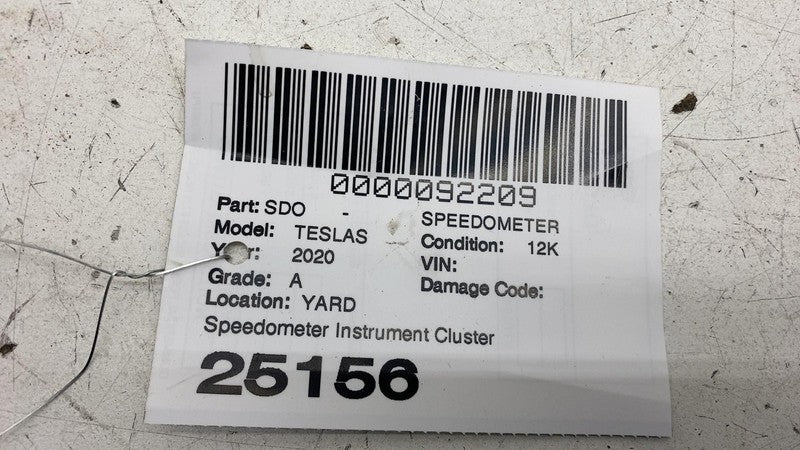 0000092209
Part: SDO - SPEEDOMETER
Model: TESLAS Condition: 12K
Year: 2020 VIN:
Grade: A Damage Code:
Location: YARD
Speedometer Instrument Cluster
25156